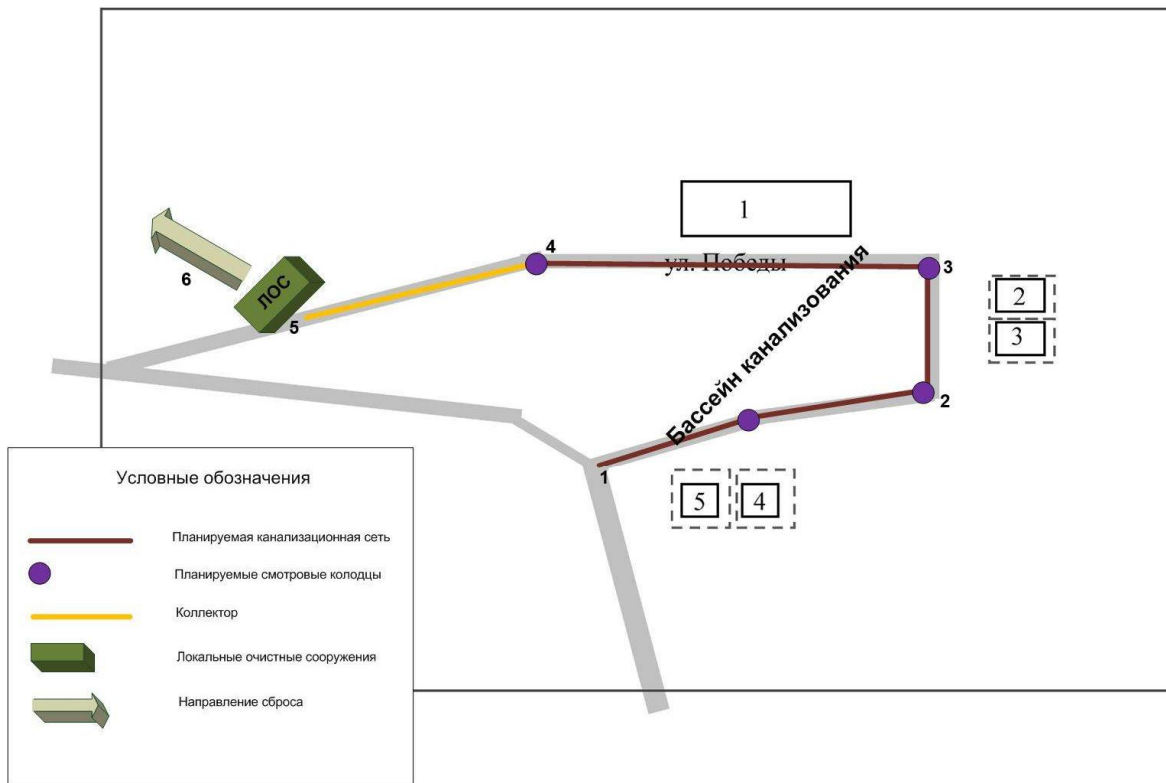 1
4
ул. Победы
3
2
3
ЛОС
6
5
Бассейн канализования
2
1
5
4
Условные обозначения
Планируемая канализационная сеть
Планируемые смотровые колодцы
Коллектор
Локальные очистные сооружения
Направление сброса